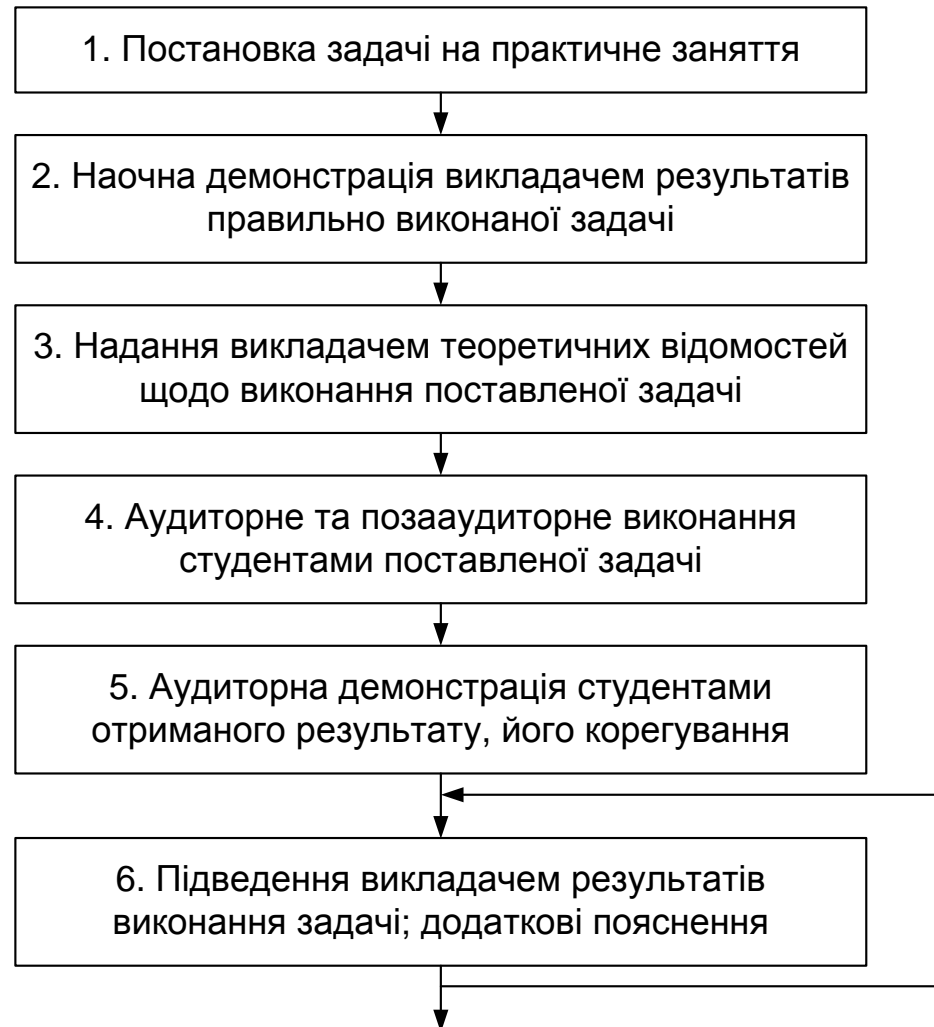 1. Постановка задачі на практичне заняття
2. Наочна демонстрація викладачем результатів
правильно виконаної задачі
3. Надання викладачем теоретичних відомостей
щодо виконання поставленої задачі
4. Аудиторне та позааудиторне виконання
студентами поставленої задачі
5. Аудиторна демонстрація студентами
отриманого результату, його корегування
6. Підведення викладачем результатів
виконання задачі; додаткові пояснення